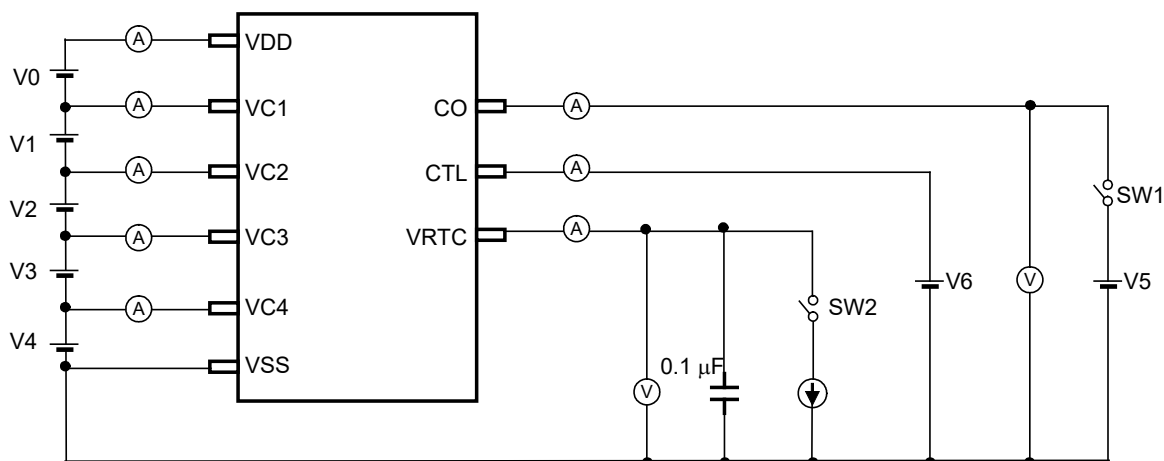 A
VDD
V0
A
VC1
CO
A
V1
A
VC2
CTL
A
SW1
V2
A
VC3
VRTC
A
V3
V
V6
V5
A
VC4
SW2
V4
VSS
0.1 μF
V